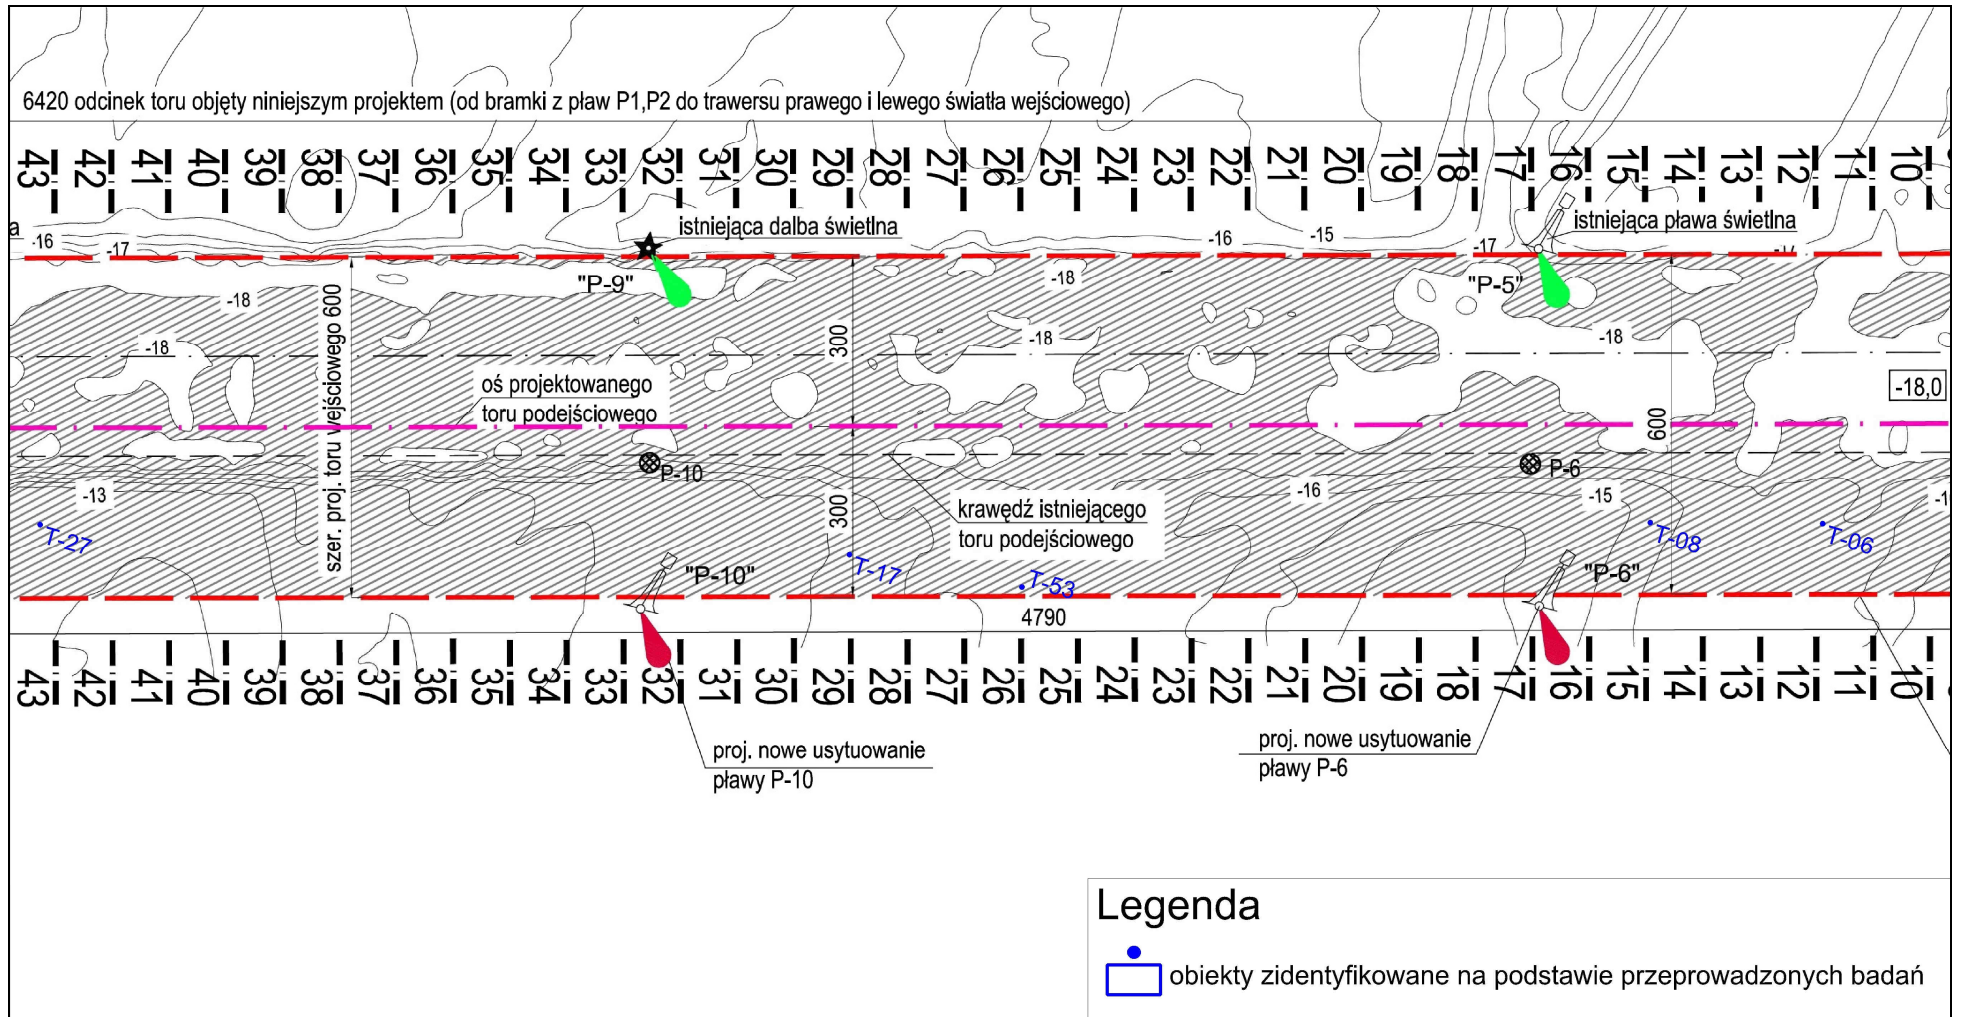 6420 odcinek toru objęty niniejszym projektem (od bramki z pław P1,P2 do trawersu prawego i lewego światła wejściowego)
43 42 41 40 39 38 37 36 35 34 33 32 31 30 29 28 27 26 25 24 23 22 21 20 19 18 17 16 15 14 13 12 11 10
a
istniejąca dalba świetlna
istniejąca pława świetlna
-16
-17
-16
-15
-17
"P-9"
"P-5"
-18
-18
-18
-18
-18
szer. proj. toru wejściowego 600
300
600
-18,0
oś projektowanego
toru podejściowego
P-10
P-6
-13
-16
-15
300
krawędź istniejącego
toru podejściowego
T-27
T-17
T-53
T-08
T-06
"P-10"
"P-6"
4790
43 42 41 40 39 38 37 36 35 34 33 32 31 30 29 28 27 26 25 24 23 22 21 20 19 18 17 16 15 14 13 12 11 10
proj. nowe usytuowanie
pławy P-10
proj. nowe usytuowanie
pławy P-6
Legenda
obiekty zidentyfikowane na podstawie przeprowadzonych badań